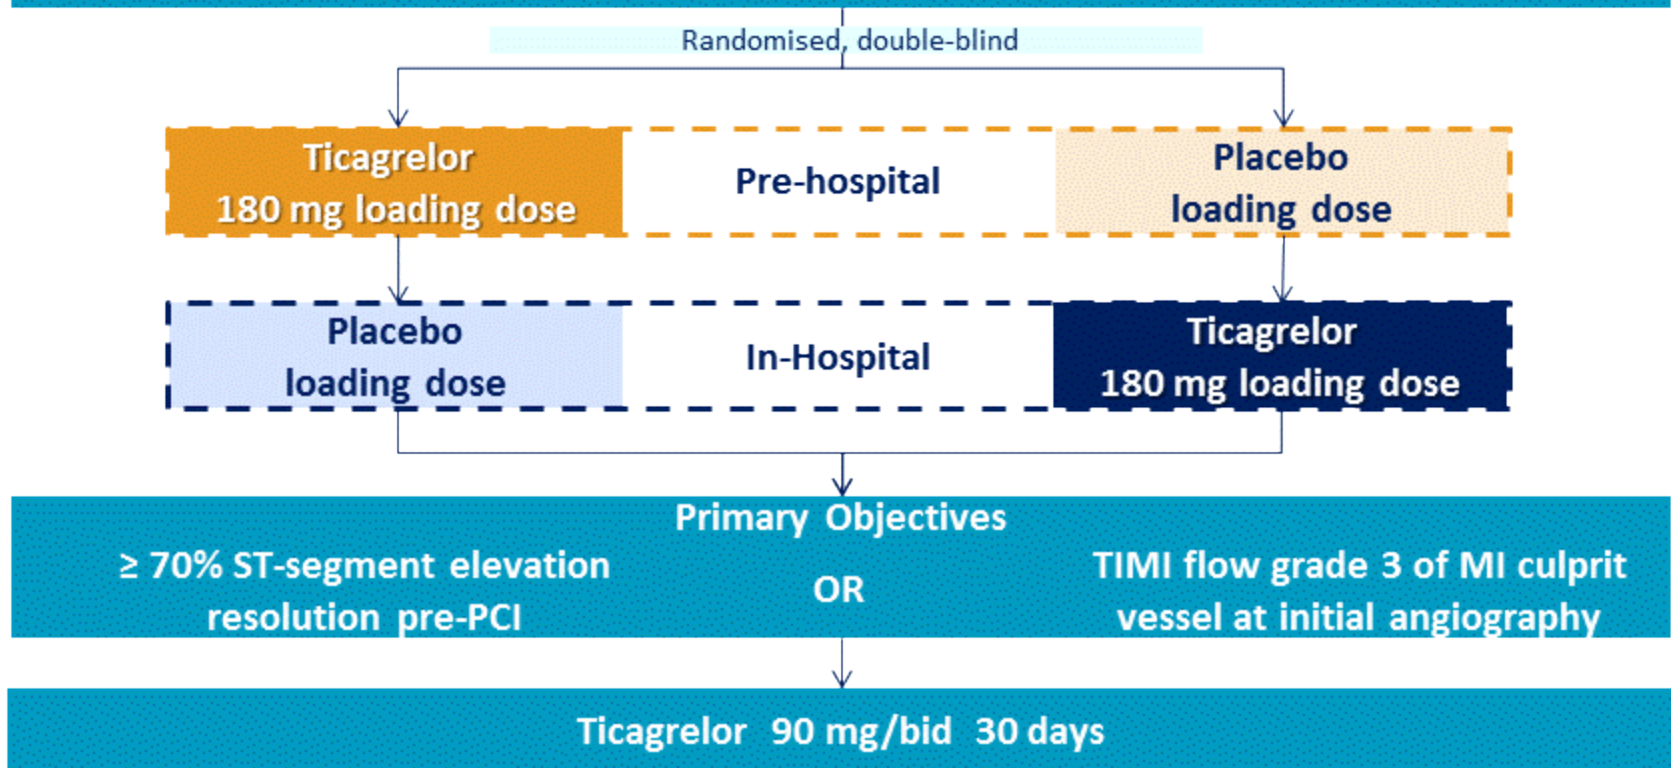 Randomised, double-blind
Ticagrelor
180 mg loading dose
Pre-hospital
Placebo
loading dose
Placebo
loading dose
In-Hospital
Ticagrelor
180 mg loading dose
Primary Objectives
≥ 70% ST-segment elevation
resolution pre-PCI
OR
TIMI flow grade 3 of MI culprit
vessel at initial angiography
Ticagrelor 90 mg/bid 30 days